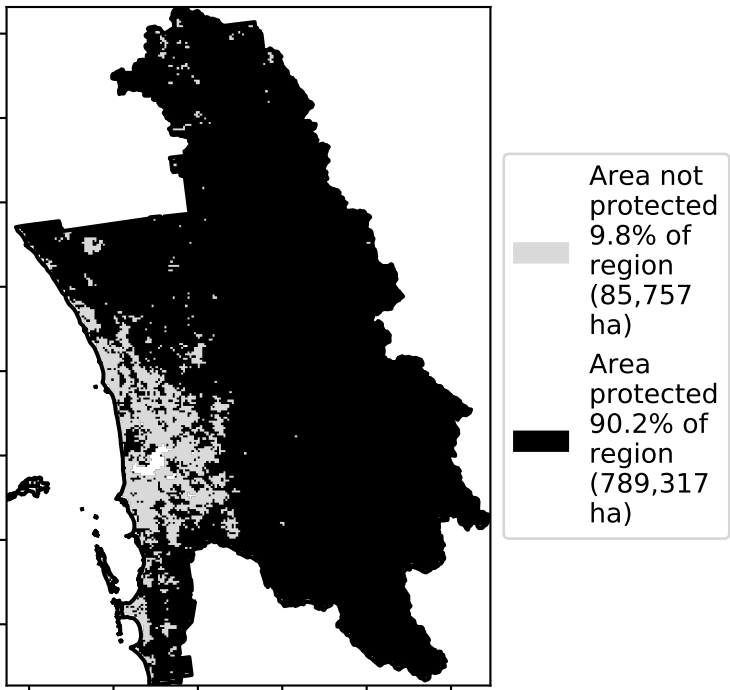 Area not
protected
9.8% of
region
(85,757
ha)
Area
protected
90.2% of
region
(789,317
ha)